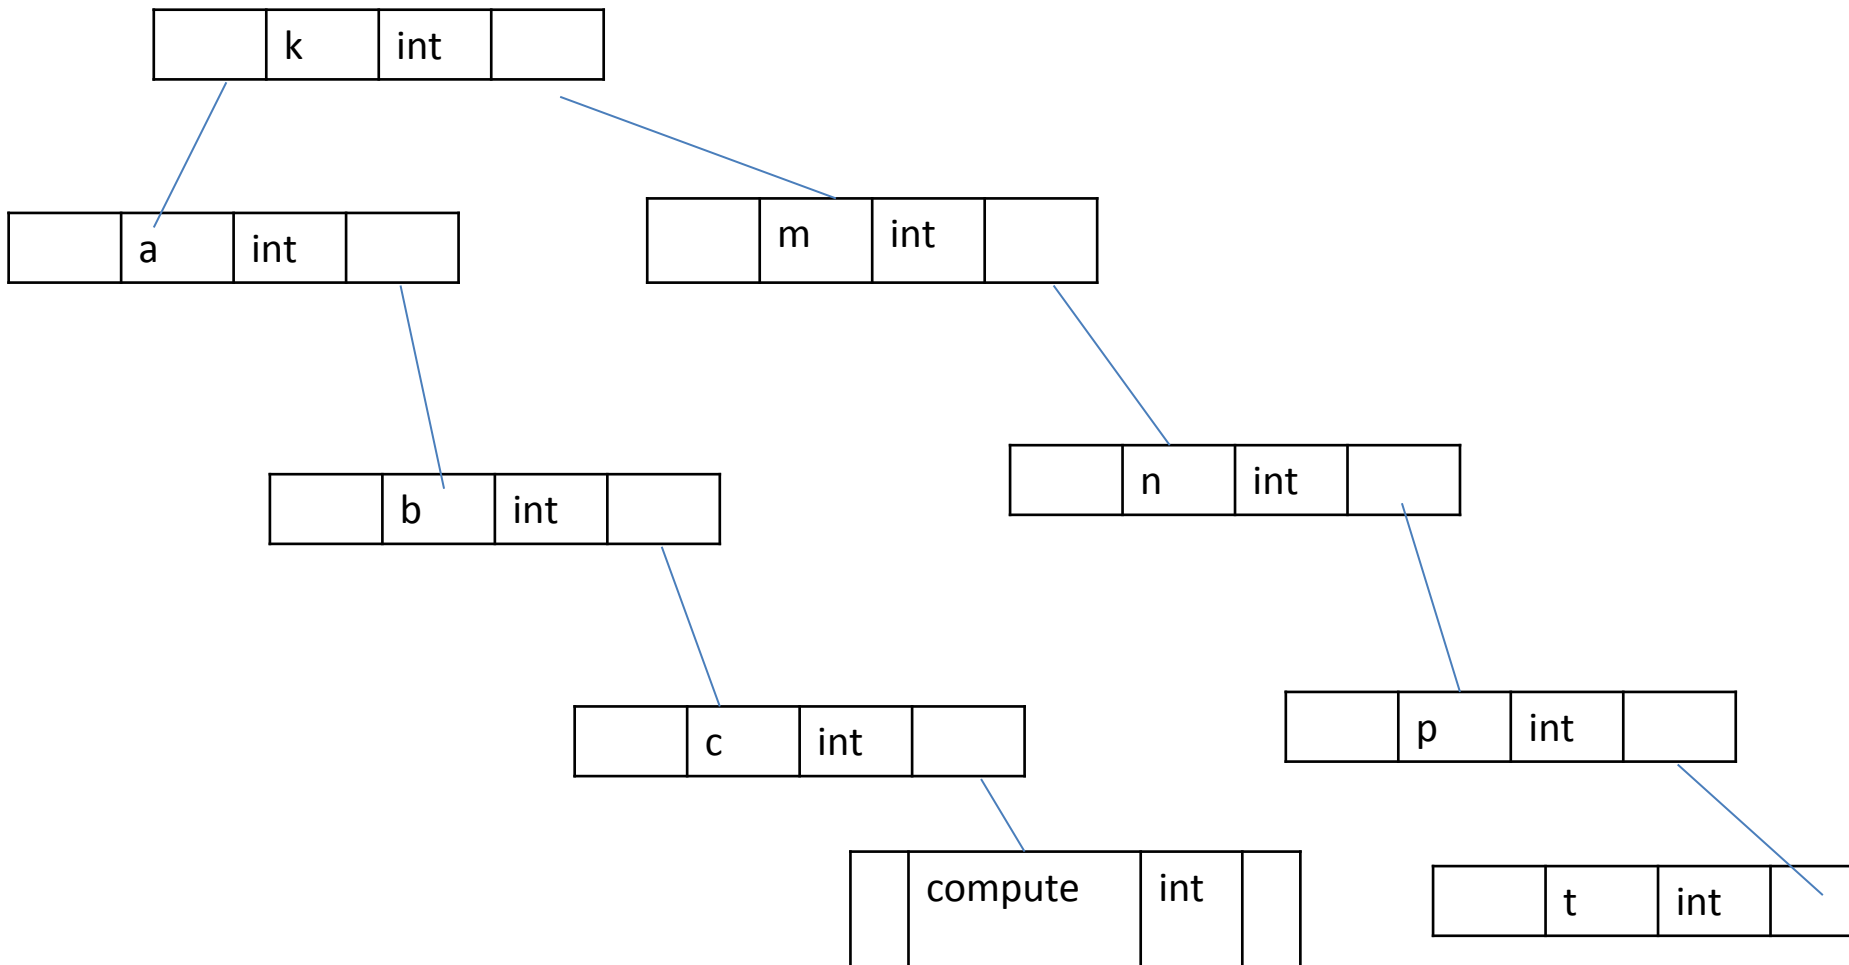 k int
a int
m int
b int
n int
c int
p int
compute int
t int